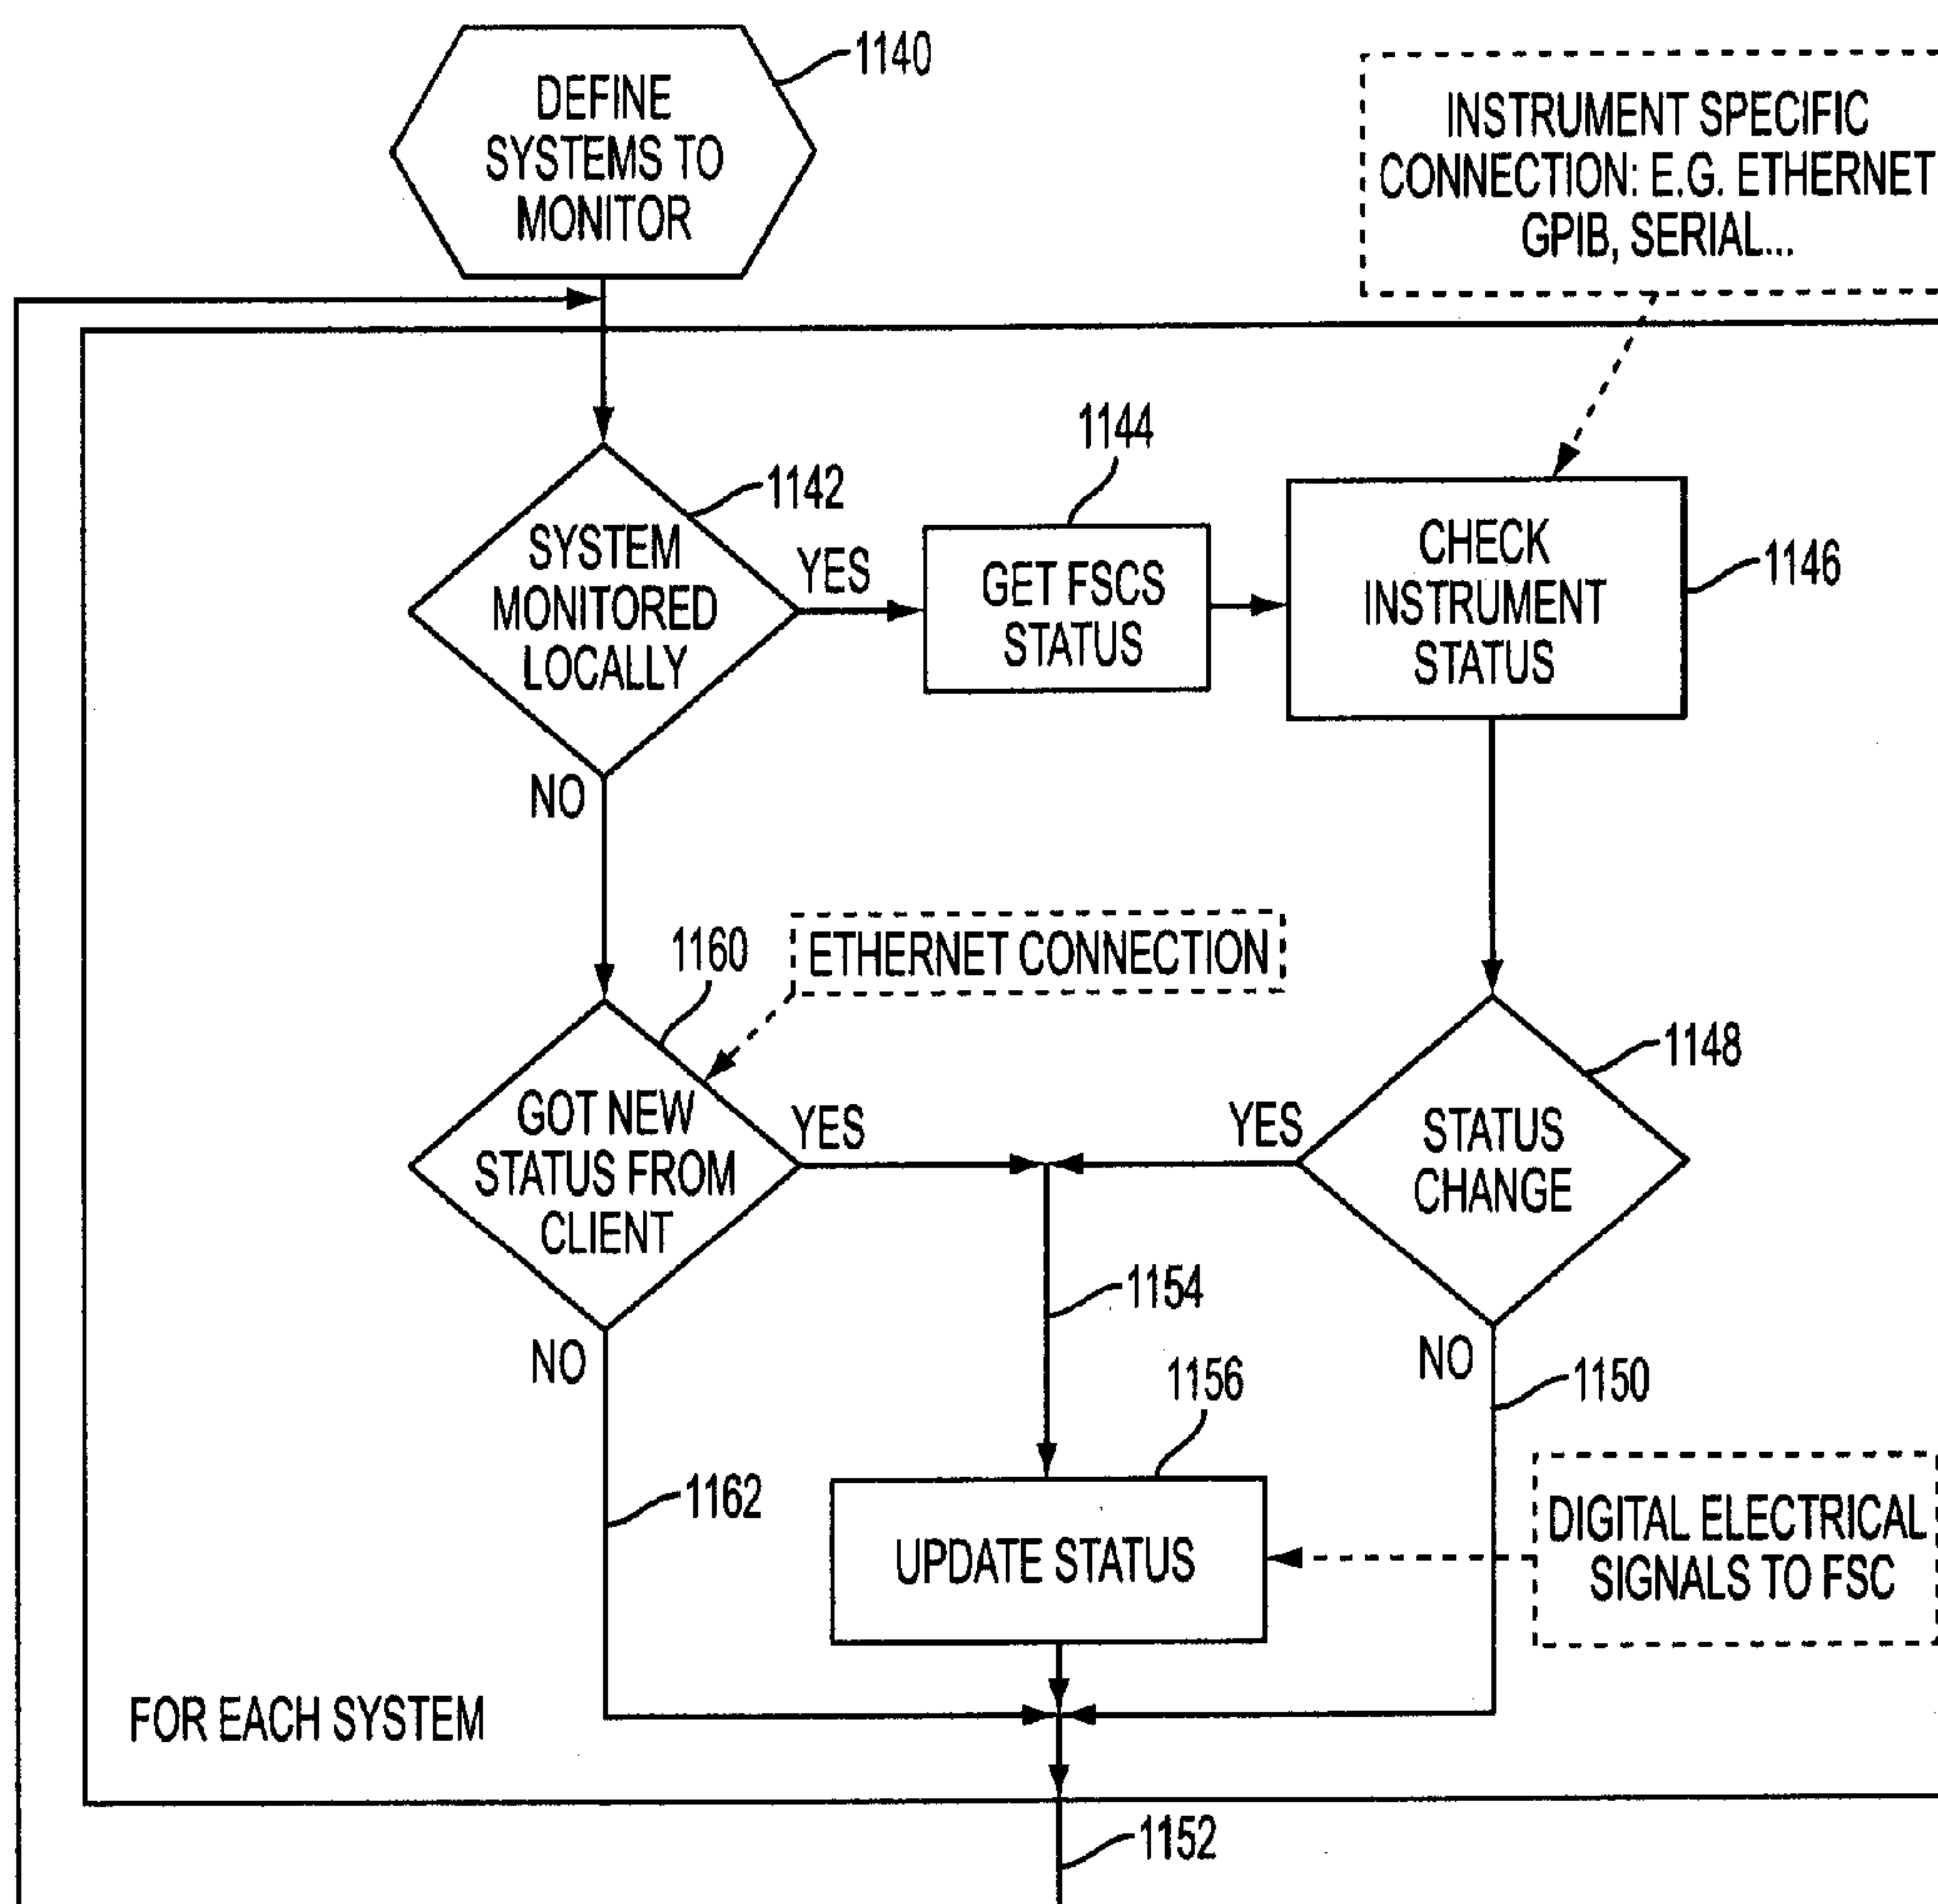 1140
DEFINE
SYSTEMS TO
MONITOR
INSTRUMENT SPECIFIC
CONNECTION: E.G. ETHERNET
GPIB, SERIAL...
1142
SYSTEM
MONITORED
LOCALLY
YES
NO
1144
GET FSCS
STATUS
CHECK
INSTRUMENT
STATUS
1146
1160
ETHERNET CONNECTION
GOT NEW
STATUS FROM
CLIENT
YES
NO
1148
YES
STATUS
CHANGE
NO
1154
1150
1156
1162
UPDATE STATUS
DIGITAL ELECTRICAL
SIGNALS TO FSC
FOR EACH SYSTEM
1152